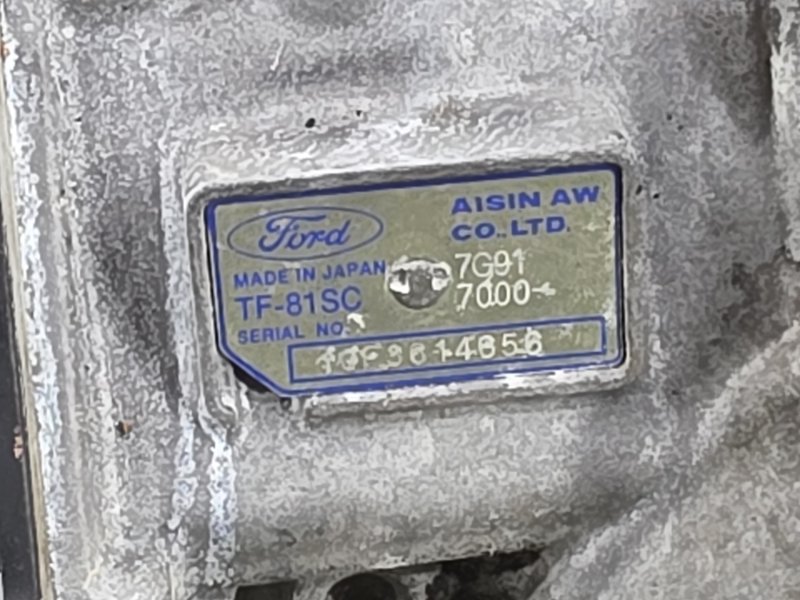 Ford
AISIN AW
CO.,LTD.
MADE IN JAPAN
7G91
TF-81SC
7000-
SERIAL NO.